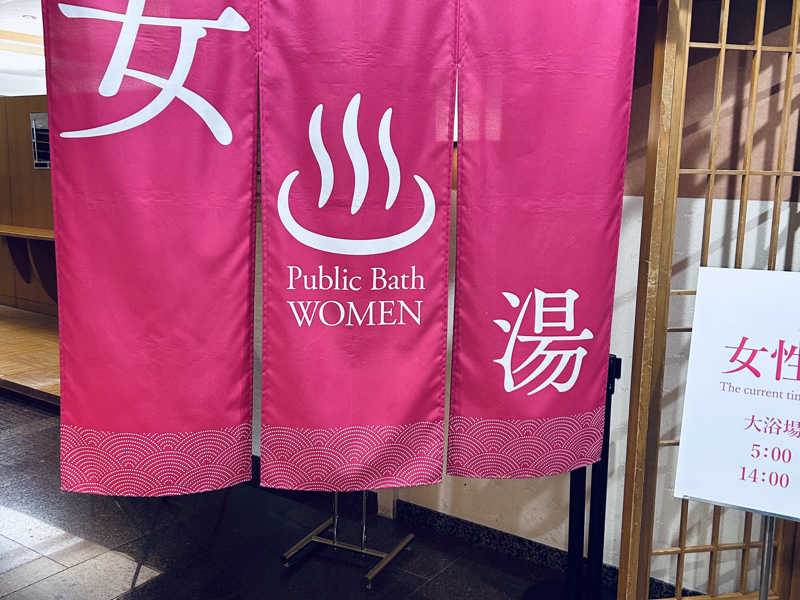 女
湯
Public Bath
WOMEN
女性
The current tim
大浴場
5:00
14:00